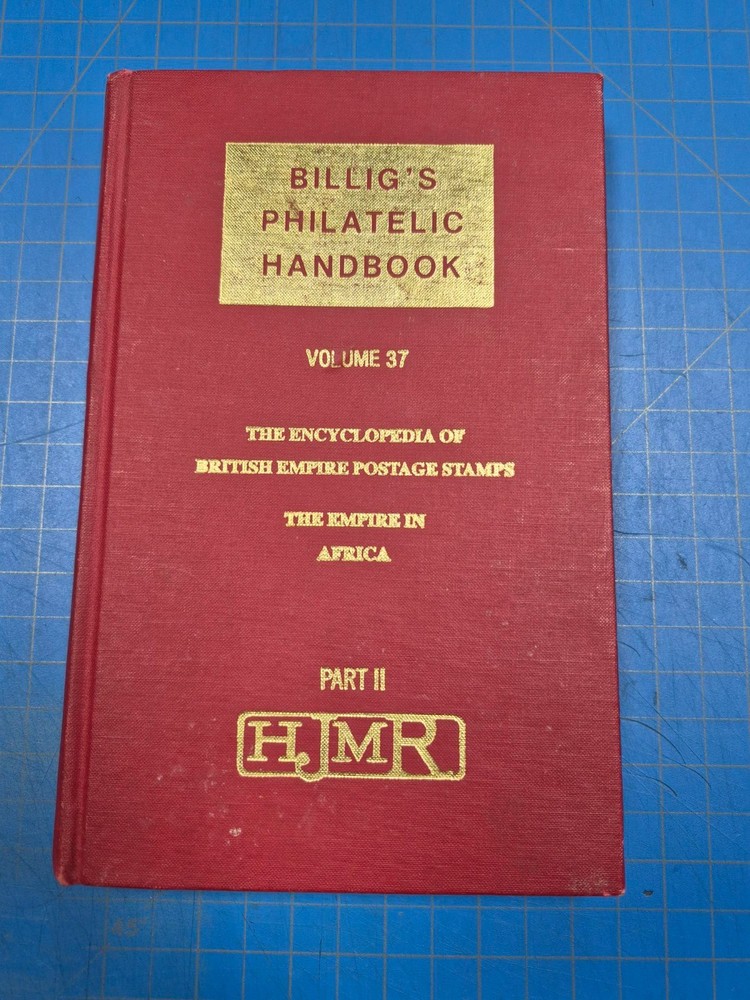 BILLIG'S
PHILATELIC
HANDBOOK
VOLUME 37
THE ENCYCLOPEDIA OF
BRITISH EMPIRE POSTAGE STAMPS
THE EMPIRE IN
AFRICA
PART II
HJMR
45°